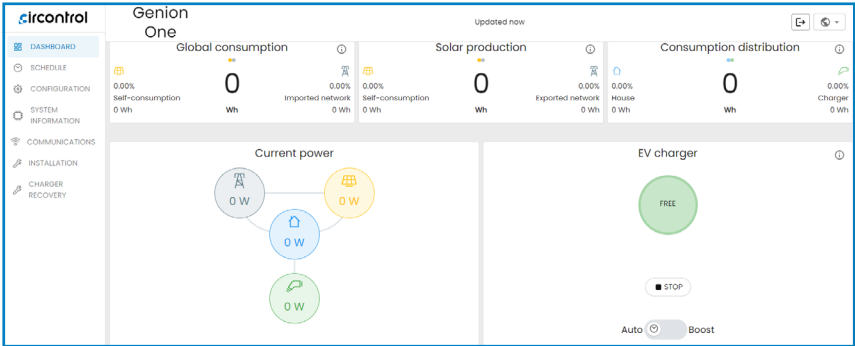 circontrol
Genion
One
Updated now
DASHBOARD
SCHEDULE
CONFIGURATION
SYSTEM
INFORMATION
COMMUNICATIONS
INSTALLATION
CHARGER
RECOVERY
Global consumption
0.00%
Self-consumption
0 Wh
0
Wh
0.00%
Imported network
0 Wh
Solar production
0.00%
Self-consumption
0 Wh
0
Wh
0.00%
Exported network
0 Wh
Consumption distribution
0.00%
House
0 Wh
0
Wh
0.00%
Charger
0 Wh
Current power
0 W
0 W
0 W
0 W
EV charger
FREE
STOP
Auto Boost